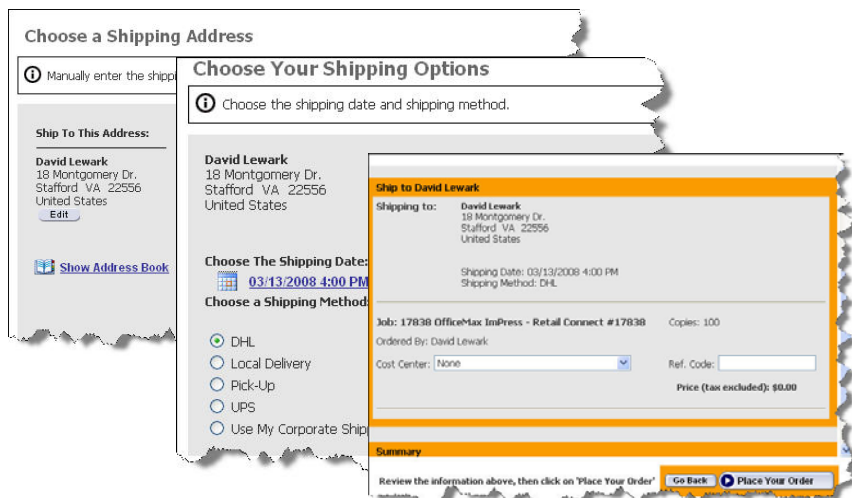 Choose a Shipping Address
Manually enter the shippi
Ship To This Address:
David Lewark
18 Montgomery Dr.
Stafford VA 22556
United States
Edit
Show Address Book
Choose Your Shipping Options
Choose the shipping date and shipping method.
David Lewark
18 Montgomery Dr.
Stafford VA 22556
United States
Choose The Shipping Date:
03/13/2008 4:00 PM
Choose a Shipping Method:
DHL
Local Delivery
Pick-Up
UPS
Use My Corporate Ship
Ship to David Lewark
Shipping to: David Lewark
18 Montgomery Dr.
Stafford VA 22556
United States
Shipping Date: 03/13/2008 4:00 PM
Shipping Method: DHL
Job: 17838 OfficeMax ImPress - Retail Connect #17838 Copies: 100
Ordered By: David Lewark
Cost Center: None Ref. Code:
Price (tax excluded): $0.00
Summary
Review the information above, then click on 'Place Your Order' Go Back Place Your Order